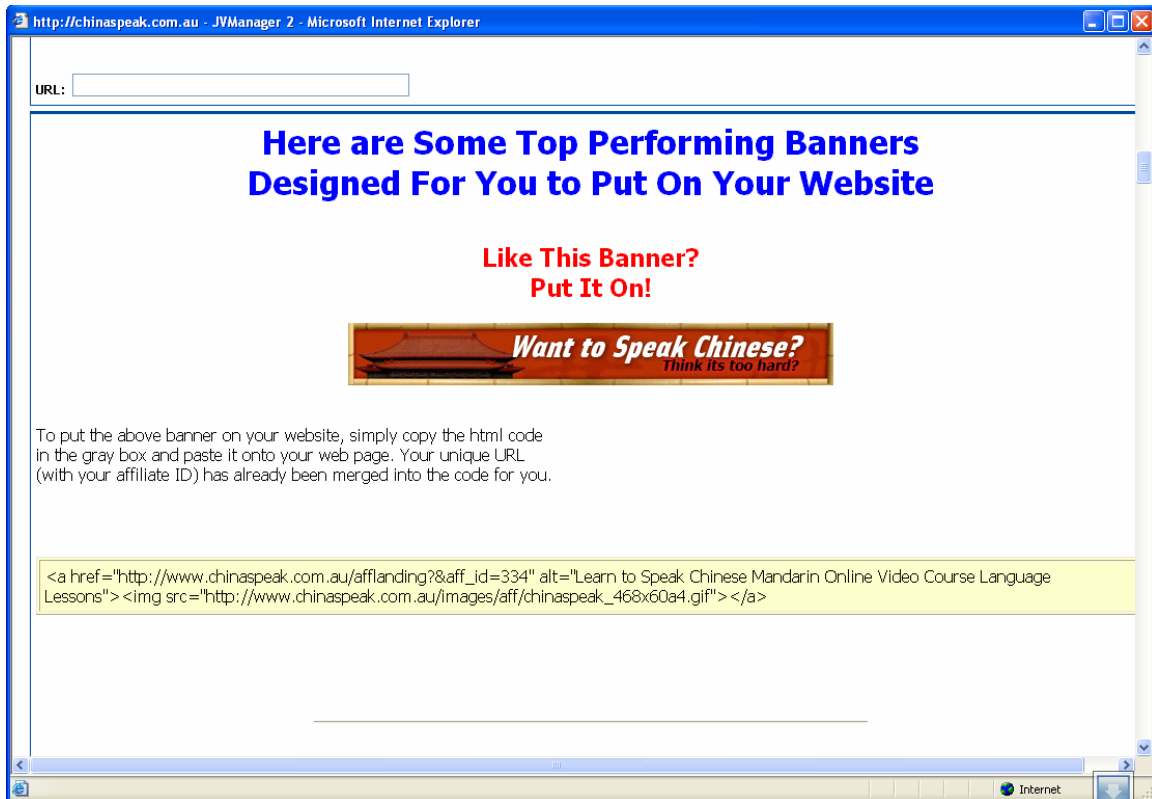 http://chinaspeak.com.au - JVManager 2 - Microsoft Internet Explorer
URL:
Here are Some Top Performing Banners
Designed For You to Put On Your Website
Like This Banner?
Put It On!
Want to Speak Chinese?
Think its too hard?
To put the above banner on your website, simply copy the html code
in the gray box and paste it onto your web page. Your unique URL
(with your affiliate ID) has already been merged into the code for you.
<a href="http://www.chinaspeak.com.au/afflanding?&aff_id=334" alt="Learn to Speak Chinese Mandarin Online Video Course Language
Lessons"><img src="http://www.chinaspeak.com.au/images/aff/chinaspeak_468x60a4.gif"></a>
Internet